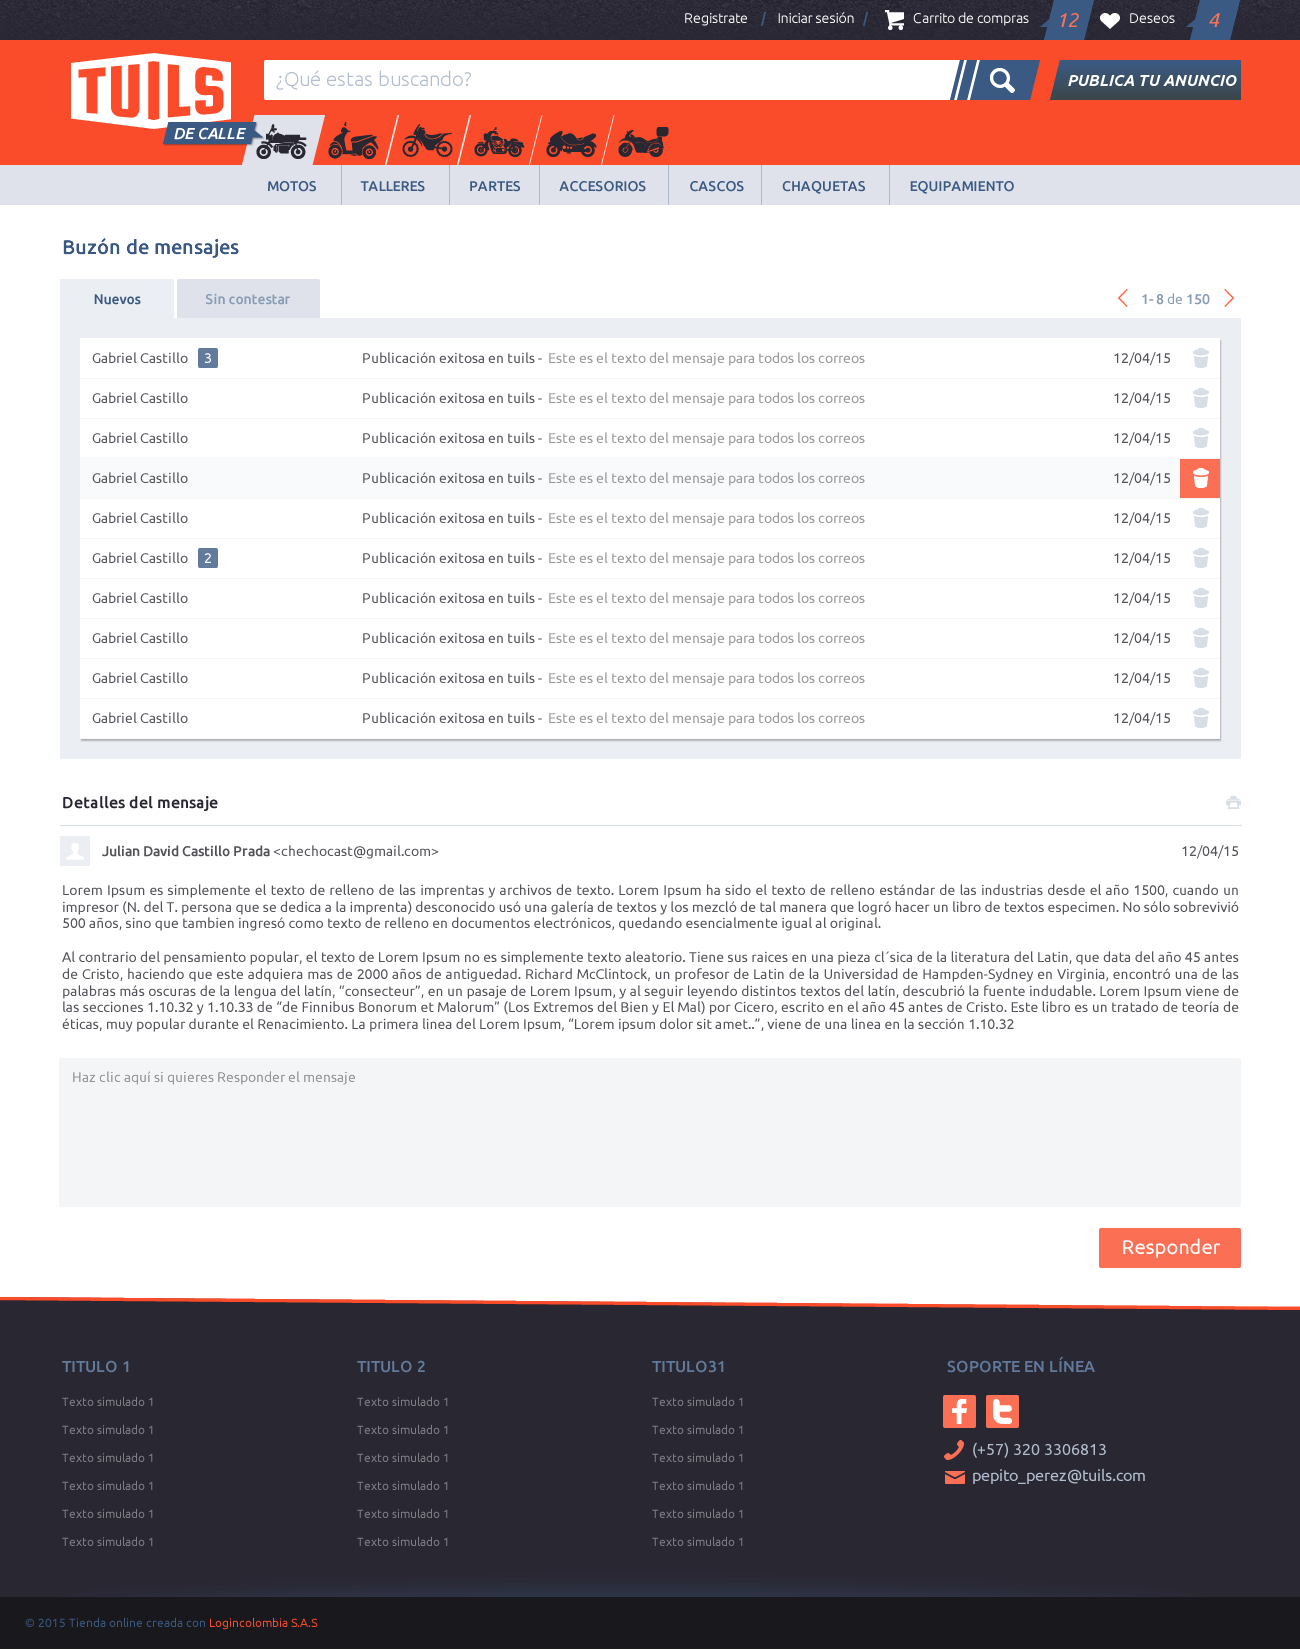 Registrate / Iniciar sesión / Carrito de compras 12 Deseos 4
TUILS
DE CALLE
¿Qué estas buscando?
PUBLICA TU ANUNCIO
MOTOS TALLERES PARTES ACCESORIOS CASCOS CHAQUETAS EQUIPAMIENTO
Buzón de mensajes
Nuevos Sin contestar 1- 8 de 150
Gabriel Castillo 3 Publicación exitosa en tuils - Este es el texto del mensaje para todos los correos 12/04/15
Gabriel Castillo Publicación exitosa en tuils - Este es el texto del mensaje para todos los correos 12/04/15
Gabriel Castillo Publicación exitosa en tuils - Este es el texto del mensaje para todos los correos 12/04/15
Gabriel Castillo Publicación exitosa en tuils - Este es el texto del mensaje para todos los correos 12/04/15
Gabriel Castillo Publicación exitosa en tuils - Este es el texto del mensaje para todos los correos 12/04/15
Gabriel Castillo 2 Publicación exitosa en tuils - Este es el texto del mensaje para todos los correos 12/04/15
Gabriel Castillo Publicación exitosa en tuils - Este es el texto del mensaje para todos los correos 12/04/15
Gabriel Castillo Publicación exitosa en tuils - Este es el texto del mensaje para todos los correos 12/04/15
Gabriel Castillo Publicación exitosa en tuils - Este es el texto del mensaje para todos los correos 12/04/15
Gabriel Castillo Publicación exitosa en tuils - Este es el texto del mensaje para todos los correos 12/04/15
Detalles del mensaje
Julian David Castillo Prada <chechocast@gmail.com> 12/04/15
Lorem Ipsum es simplemente el texto de relleno de las imprentas y archivos de texto. Lorem Ipsum ha sido el texto de relleno estándar de las industrias desde el año 1500, cuando un
impresor (N. del T. persona que se dedica a la imprenta) desconocido usó una galería de textos y los mezcló de tal manera que logró hacer un libro de textos especimen. No sólo sobrevivió
500 años, sino que tambien ingresó como texto de relleno en documentos electrónicos, quedando esencialmente igual al original.
Al contrario del pensamiento popular, el texto de Lorem Ipsum no es simplemente texto aleatorio. Tiene sus raices en una pieza cl´sica de la literatura del Latin, que data del año 45 antes
de Cristo, haciendo que este adquiera mas de 2000 años de antiguedad. Richard McClintock, un profesor de Latin de la Universidad de Hampden-Sydney en Virginia, encontró una de las
palabras más oscuras de la lengua del latín, “consecteur”, en un pasaje de Lorem Ipsum, y al seguir leyendo distintos textos del latín, descubrió la fuente indudable. Lorem Ipsum viene de
las secciones 1.10.32 y 1.10.33 de “de Finnibus Bonorum et Malorum” (Los Extremos del Bien y El Mal) por Cicero, escrito en el año 45 antes de Cristo. Este libro es un tratado de teoría de
éticas, muy popular durante el Renacimiento. La primera linea del Lorem Ipsum, “Lorem ipsum dolor sit amet..”, viene de una linea en la sección 1.10.32
Haz clic aquí si quieres Responder el mensaje
Responder
TITULO 1 TITULO 2 TITULO31 SOPORTE EN LÍNEA
Texto simulado 1 Texto simulado 1 Texto simulado 1
Texto simulado 1 Texto simulado 1 Texto simulado 1
(+57) 320 3306813
Texto simulado 1 Texto simulado 1 Texto simulado 1
pepito_perez@tuils.com
Texto simulado 1 Texto simulado 1 Texto simulado 1
Texto simulado 1 Texto simulado 1 Texto simulado 1
Texto simulado 1 Texto simulado 1 Texto simulado 1
© 2015 Tienda online creada con Logincolombia S.A.S